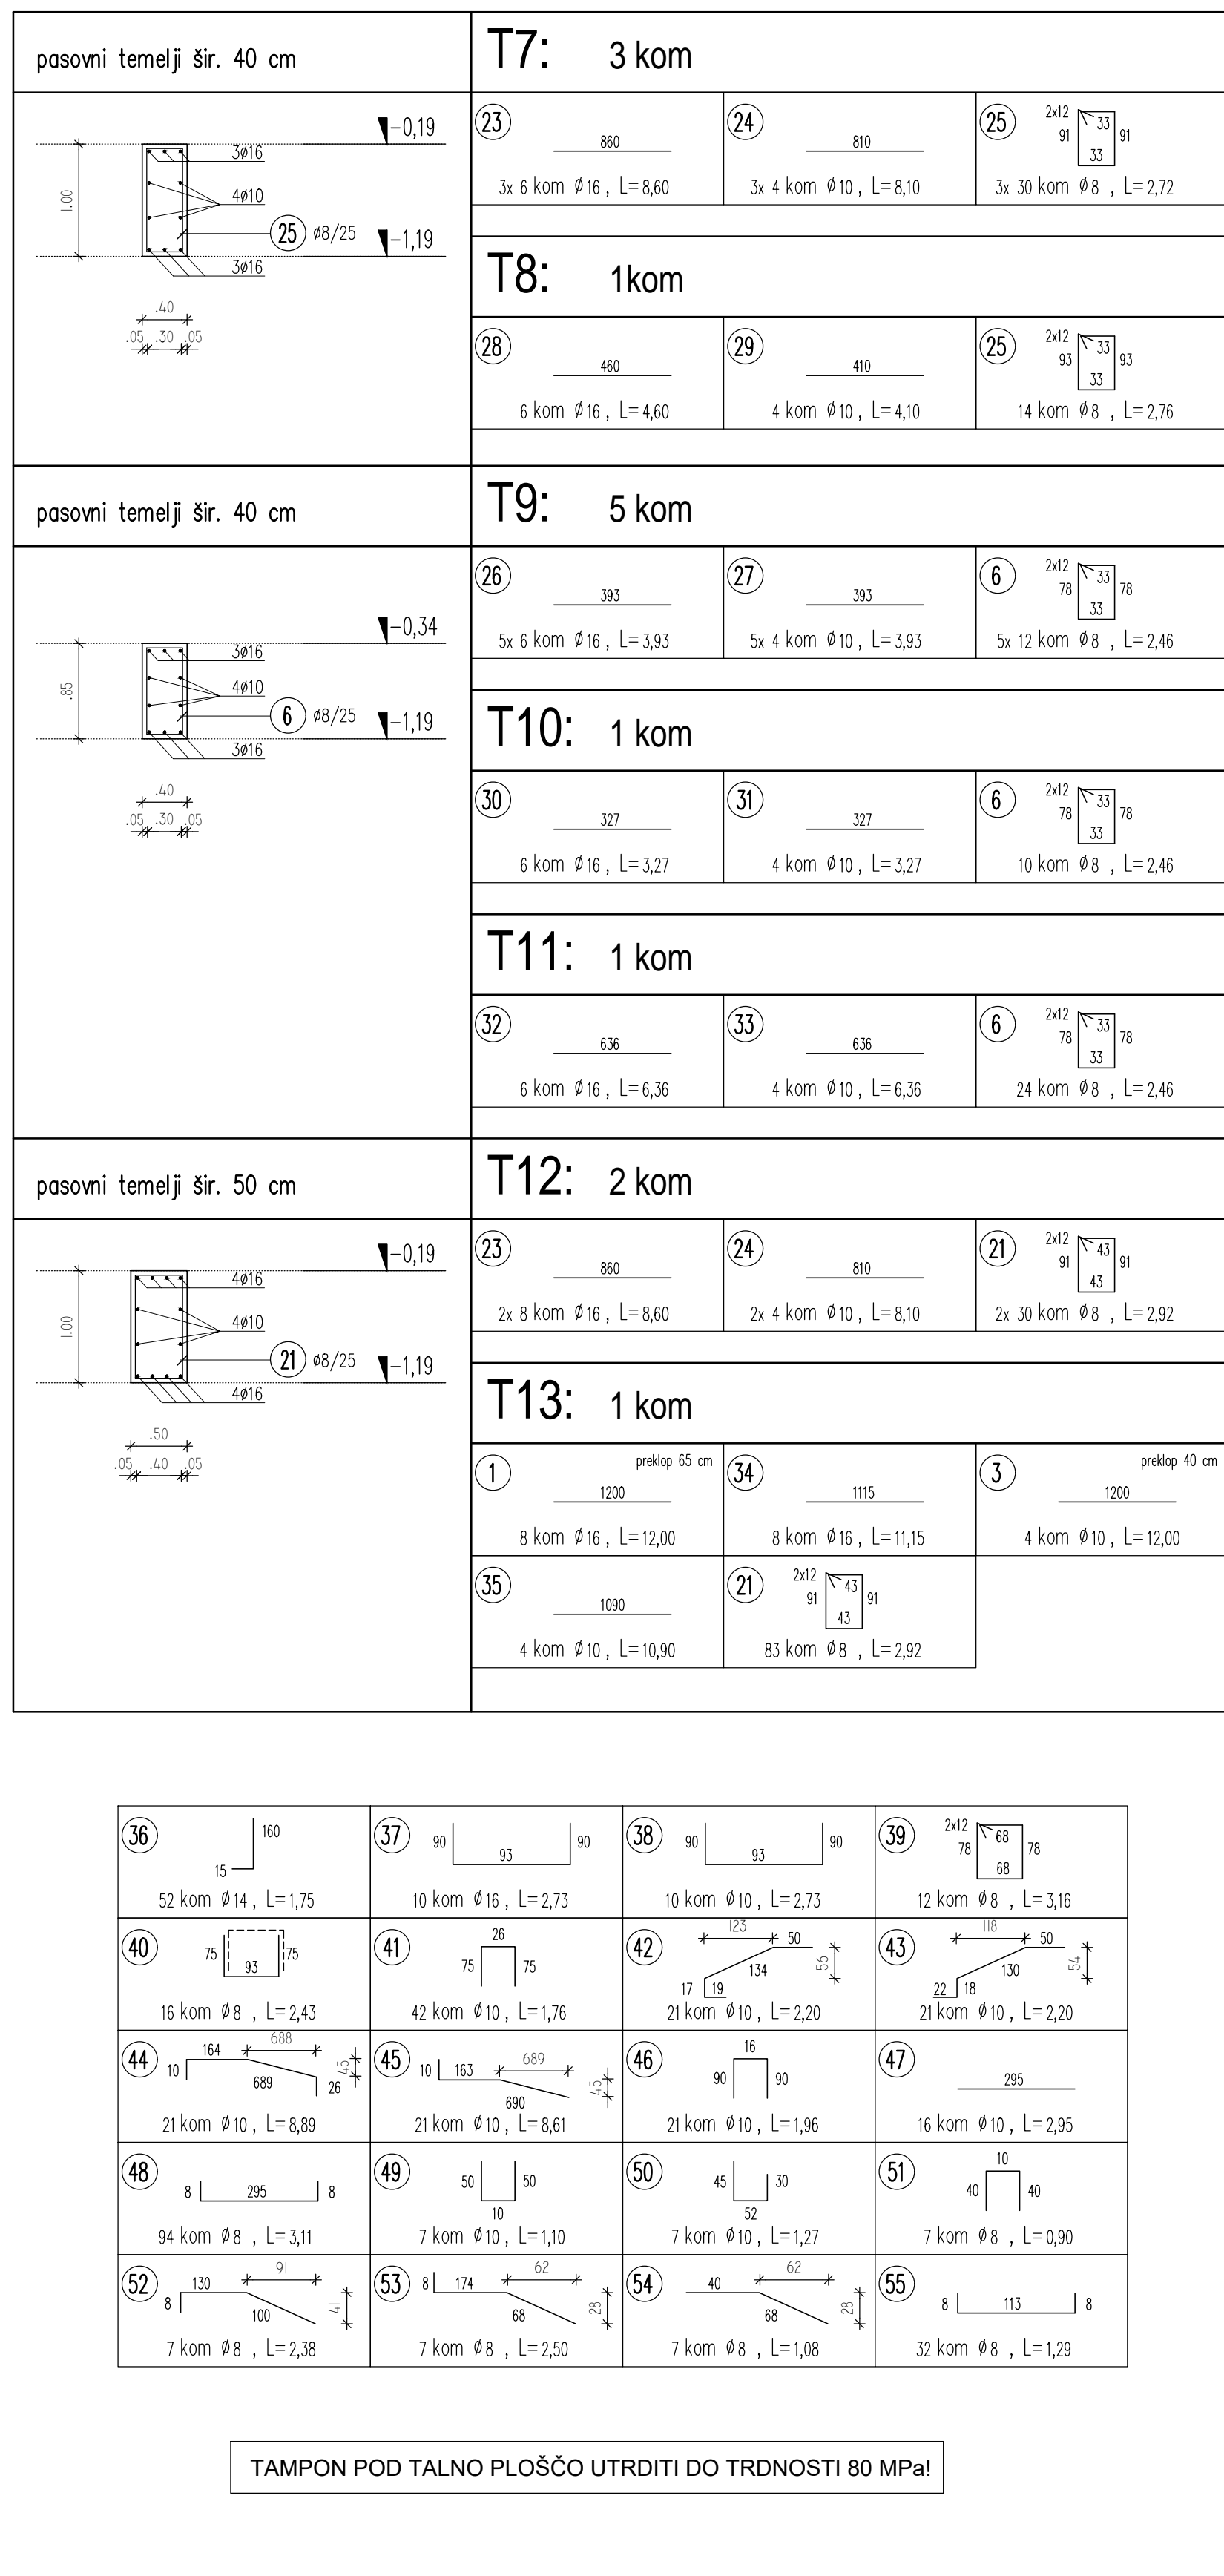 pasovni temelji šir. 40 cm
T7: 3 kom
-0,19
3ø16
1.00
4ø10
25 ø8/25
-1,19
3ø16
.40
.05 .30 .05
23
860
3x 6 kom Ø16 , L=8,60
24
810
3x 4 kom Ø10 , L=8,10
25
2x12
33
91 91
33
3x 30 kom Ø8 , L=2,72
T8: 1kom
28
460
6 kom Ø16 , L=4,60
29
410
4 kom Ø10 , L=4,10
25
2x12
33
93 93
33
14 kom Ø8 , L=2,76
pasovni temelji šir. 40 cm
T9: 5 kom
-0,34
3ø16
.85
4ø10
6 ø8/25
-1,19
3ø16
.40
.05 .30 .05
26
393
5x 6 kom Ø16 , L=3,93
27
393
5x 4 kom Ø10 , L=3,93
6
2x12
33
78 78
33
5x 12 kom Ø8 , L=2,46
T10: 1 kom
30
327
6 kom Ø16 , L=3,27
31
327
4 kom Ø10 , L=3,27
6
2x12
33
78 78
33
10 kom Ø8 , L=2,46
T11: 1 kom
32
636
6 kom Ø16 , L=6,36
33
636
4 kom Ø10 , L=6,36
6
2x12
33
78 78
33
24 kom Ø8 , L=2,46
pasovni temelji šir. 50 cm
T12: 2 kom
-0,19
4ø16
1.00
4ø10
21 ø8/25
-1,19
4ø16
.50
.05 .40 .05
23
860
2x 8 kom Ø16 , L=8,60
24
810
2x 4 kom Ø10 , L=8,10
21
2x12
43
91 91
43
2x 30 kom Ø8 , L=2,92
T13: 1 kom
1
preklop 65 cm
1200
8 kom Ø16 , L=12,00
34
1115
8 kom Ø16 , L=11,15
3
preklop 40 cm
1200
4 kom Ø10 , L=12,00
35
1090
4 kom Ø10 , L=10,90
21
2x12
43
91 91
43
83 kom Ø8 , L=2,92
36
160
15
52 kom Ø14 , L=1,75
37
90 90
93
10 kom Ø16 , L=2,73
38
90 90
93
10 kom Ø10 , L=2,73
39
2x12
68
78 78
68
12 kom Ø8 , L=3,16
40
75 75
93
16 kom Ø8 , L=2,43
41
26
75 75
42 kom Ø10 , L=1,76
42
123
50
56
134
17 19
21 kom Ø10 , L=2,20
43
118
50
54
130
22 18
21 kom Ø10 , L=2,20
44
688
164
45
10
689
26
21 kom Ø10 , L=8,89
45
689
10 163
45
690
21 kom Ø10 , L=8,61
46
16
90 90
21 kom Ø10 , L=1,96
47
295
16 kom Ø10 , L=2,95
48
8 295 8
94 kom Ø8 , L=3,11
49
50 50
10
7 kom Ø10 , L=1,10
50
45 30
52
7 kom Ø10 , L=1,27
51
10
40 40
7 kom Ø8 , L=0,90
52
91
130
8
41
100
7 kom Ø8 , L=2,38
53
62
8 174
28
68
7 kom Ø8 , L=2,50
54
62
40
28
68
7 kom Ø8 , L=1,08
55
8 113 8
32 kom Ø8 , L=1,29
TAMPON POD TALNO PLOŠČO UTRDITI DO TRDNOSTI 80 MPa!